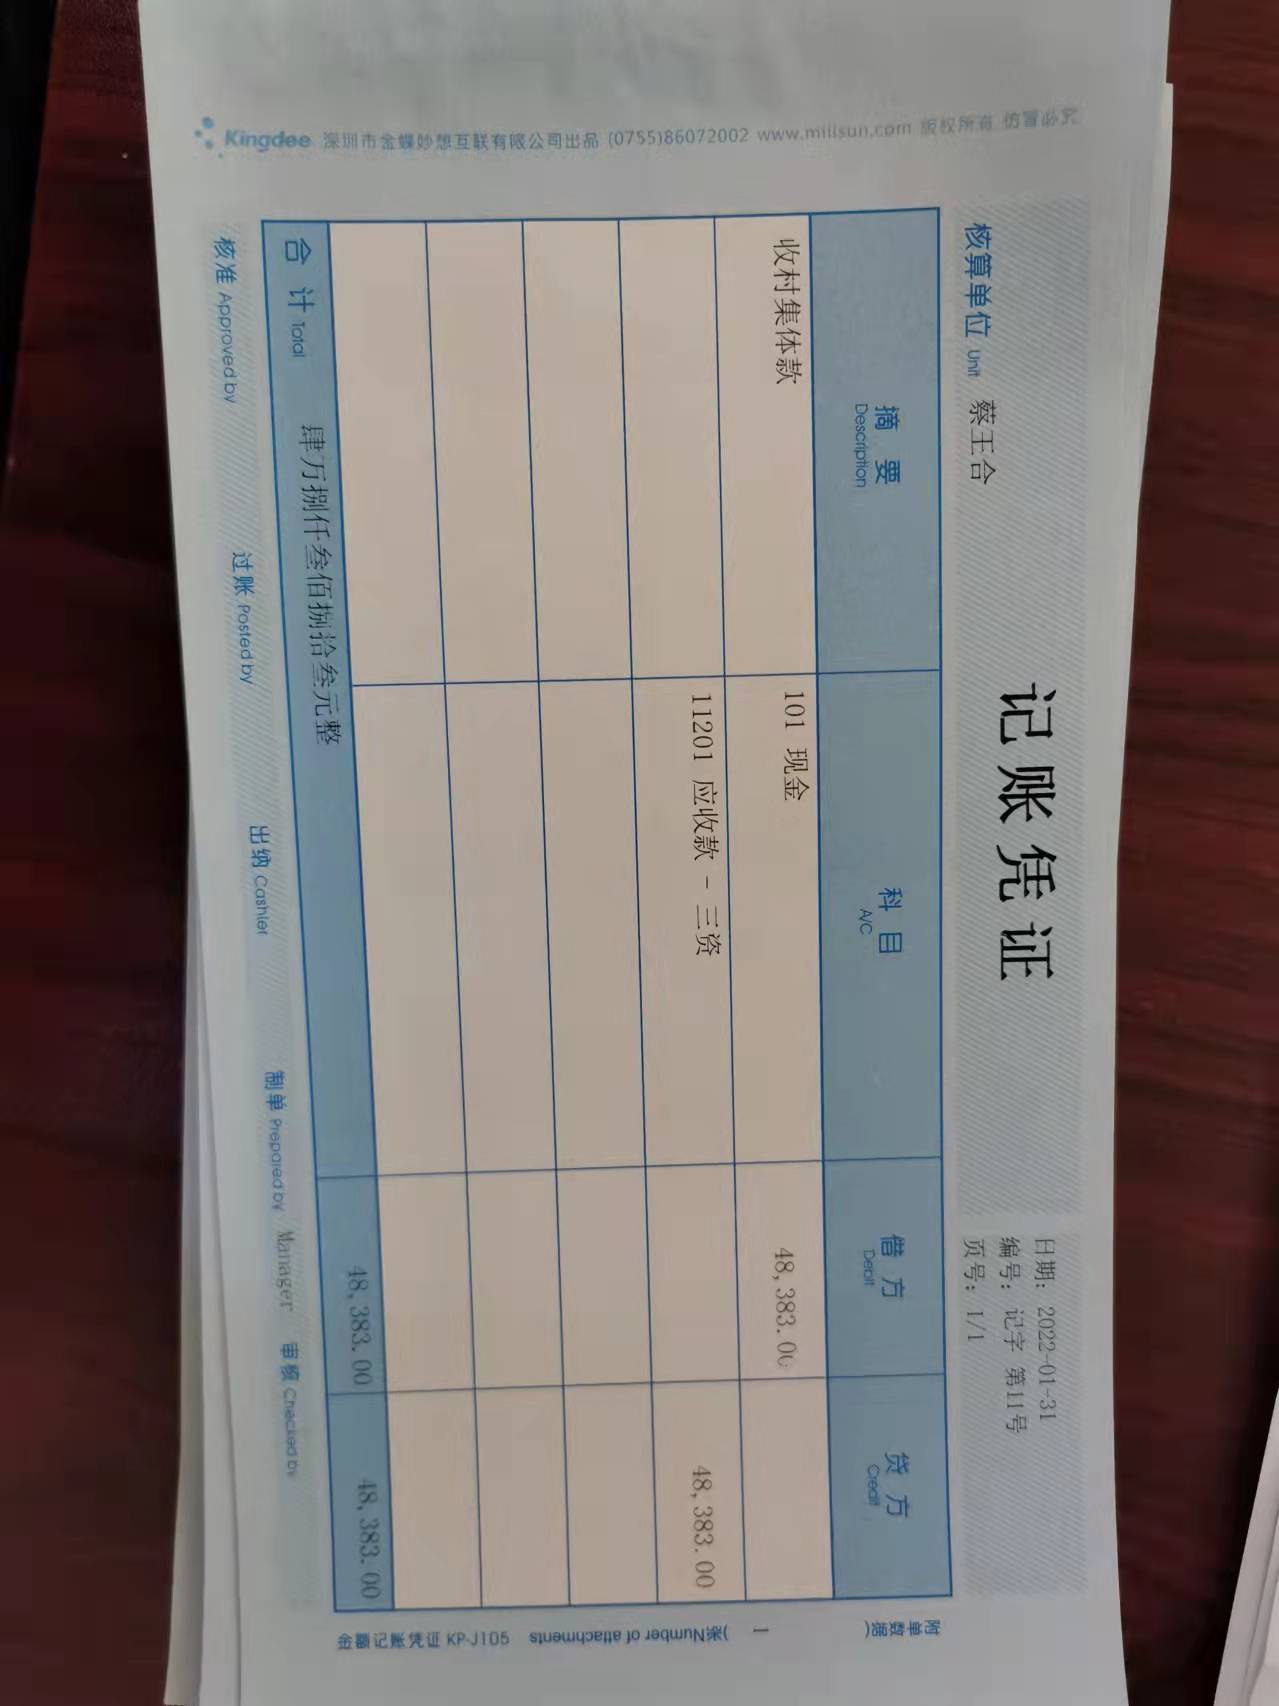 记账凭证
日期: 2022-01-31
编号: 记字 第11号
页号: 1/1
核算单位 Unit 蔡王合
摘要 Description 科目 A/C 借方 Debit 贷方 Credit
收村集体款 101 现金 48,383.00
11201 应收款 - 三资 48,383.00
合计 Total 肆万捌仟叁佰捌拾叁元整 48,383.00 48,383.00
核准 Approved by 过账 Posted by 出纳 Cashier 制单 Prepared by Manager 审核 Checked by
附单据数( 1 )张 Number of attachments
金额记账凭证 KP-J105
Kingdee 深圳市金蝶妙想互联有限公司出品 (0755)86072002 www.milisun.com 版权所有 仿冒必究